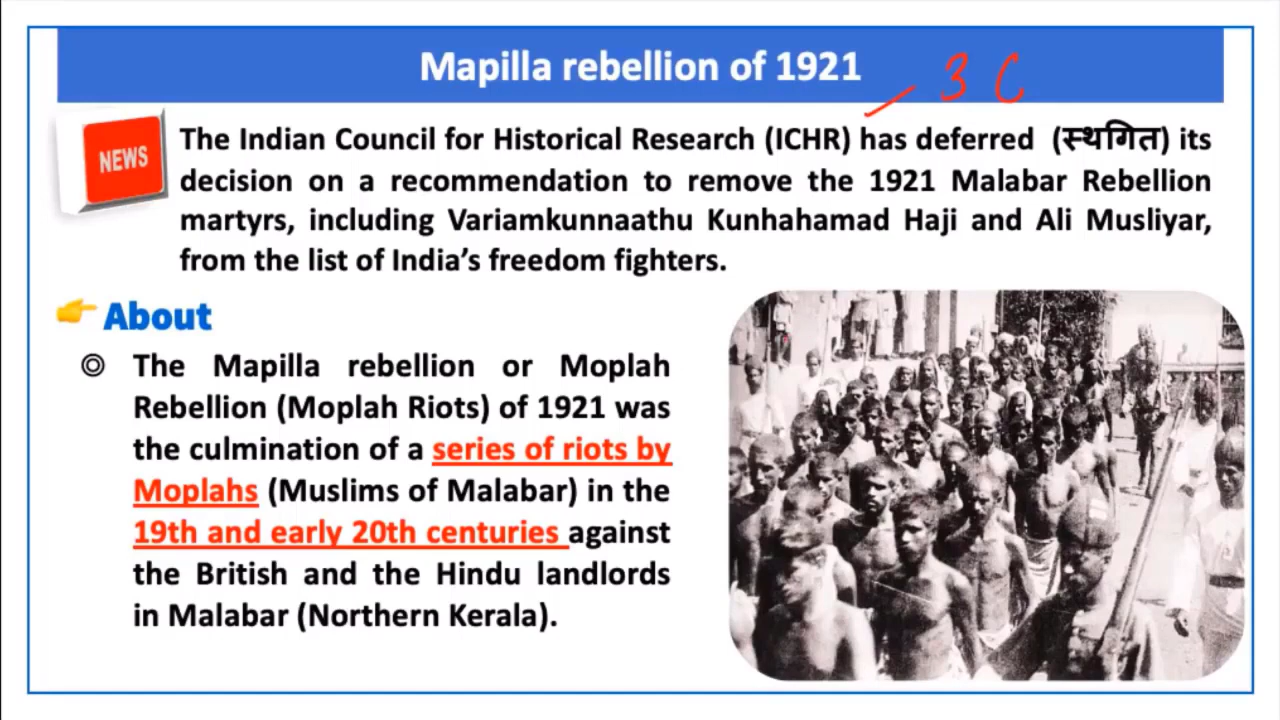 Mapilla rebellion of 1921
3
NEWS
The Indian Council for Historical Research (ICHR) has deferred (स्थगित) its
decision on a recommendation to remove the 1921 Malabar Rebellion
martyrs, including Variamkunnaathu Kunhahamad Haji and Ali Musliyar,
from the list of India's freedom fighters.
About
The Mapilla rebellion or Moplah
Rebellion (Moplah Riots) of 1921 was
the culmination of a series of riots by
Moplahs (Muslims of Malabar) in the
19th and early 20th centuries against
the British and the Hindu landlords
in Malabar (Northern Kerala).